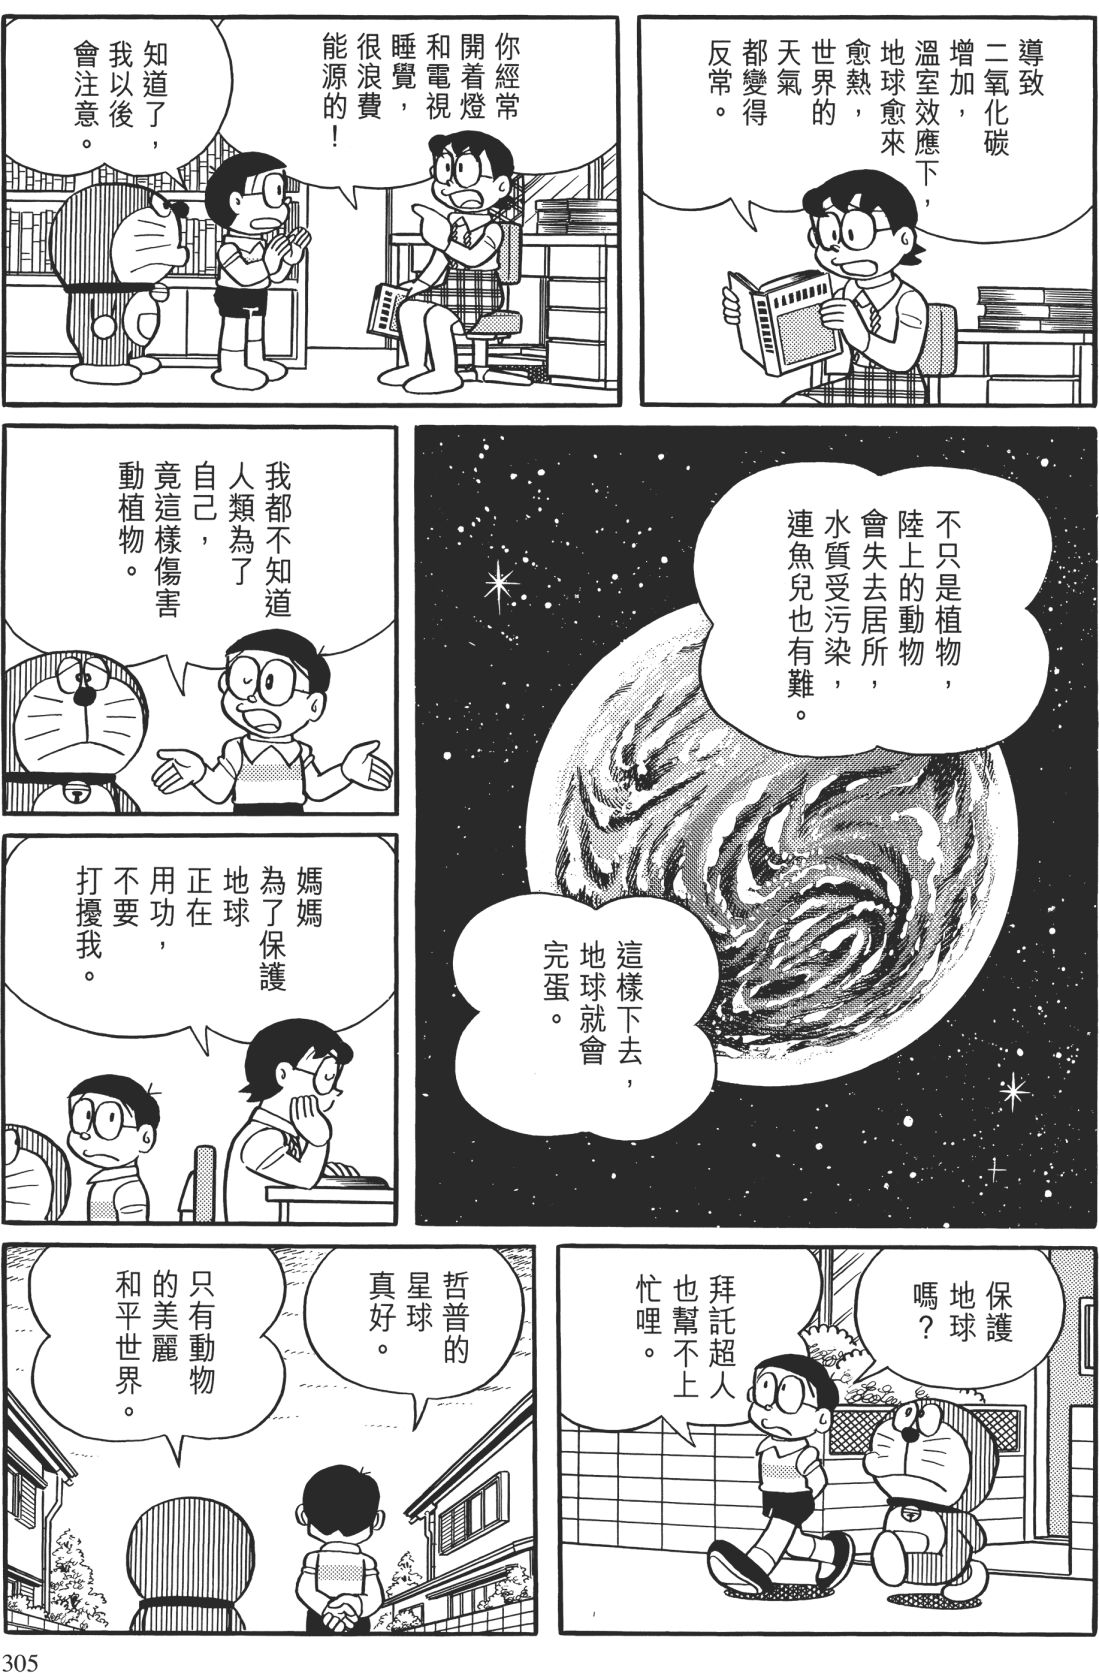 導致
二氧化碳
增加，
溫室效應下，
地球愈來
愈熱，
世界的
天氣
都變得
反常。
FASHION
你經常
開着燈
和電視
睡覺，
很浪費
能源的！
知道了，
我以後
會注意。
不只是植物，
陸上的動物
會失去居所，
水質受污染，
連魚兒也有難。
這樣下去，
地球就會
完蛋。
我都不知道
人類為了
自己，
竟這樣傷害
動植物。
媽媽
為了保護
地球
正在
用功，
不要
打擾我。
保護
地球
嗎？
拜託超人
也幫不上
忙哩。
哲普的
星球
真好。
只有動物
的美麗
和平世界。
305